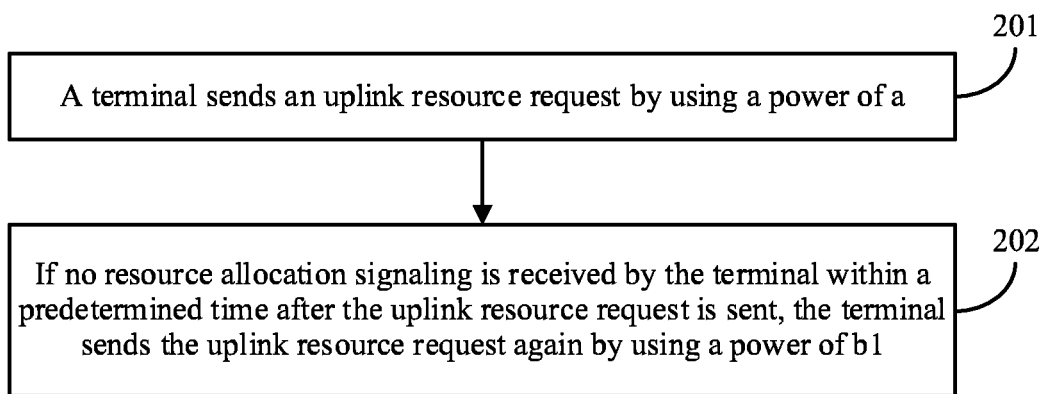 201
A terminal sends an uplink resource request by using a power of a
202
If no resource allocation signaling is received by the terminal within a
predetermined time after the uplink resource request is sent, the terminal
sends the uplink resource request again by using a power of b1